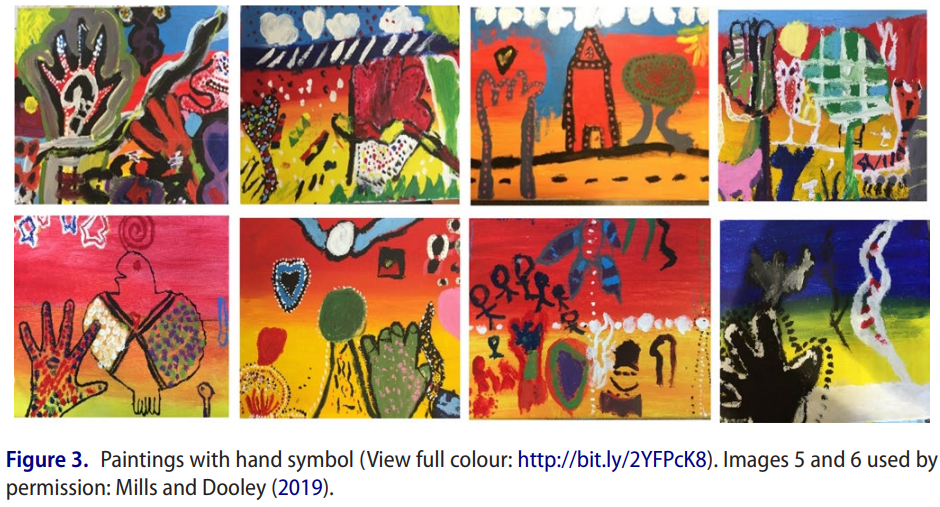 Figure 3. Paintings with hand symbol (View full colour: http://bit.ly/2YFPcK8). Images 5 and 6 used by
permission: Mills and Dooley (2019).